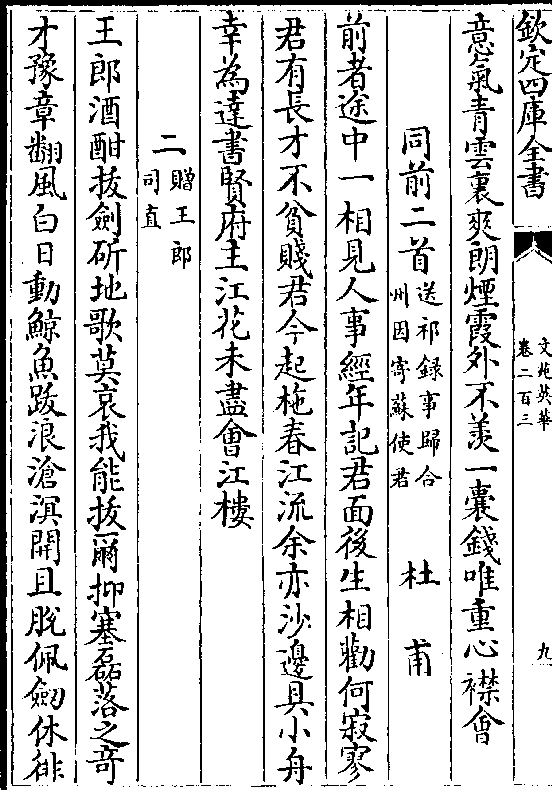 欽定四庫全書
文苑英華
卷二百三
九
意氣青雲裏爽朗煙霞外不羡一囊錢唯重心襟會
同前二首送祁錄事歸合州因寄蘇使君 杜甫
前者途中一相見人事經年記君面後生相勸何寂寥
君有長才不貧賤君今起柂春江流余亦沙邊具小舟
幸為達書賢府主江花未盡會江樓
二贈王郎司直
王郎酒酣拔劍斫地歌莫哀我能拔爾抑塞磊落之竒
才豫章翻風白日動鯨魚跋浪滄溟開且脫佩劒休徘